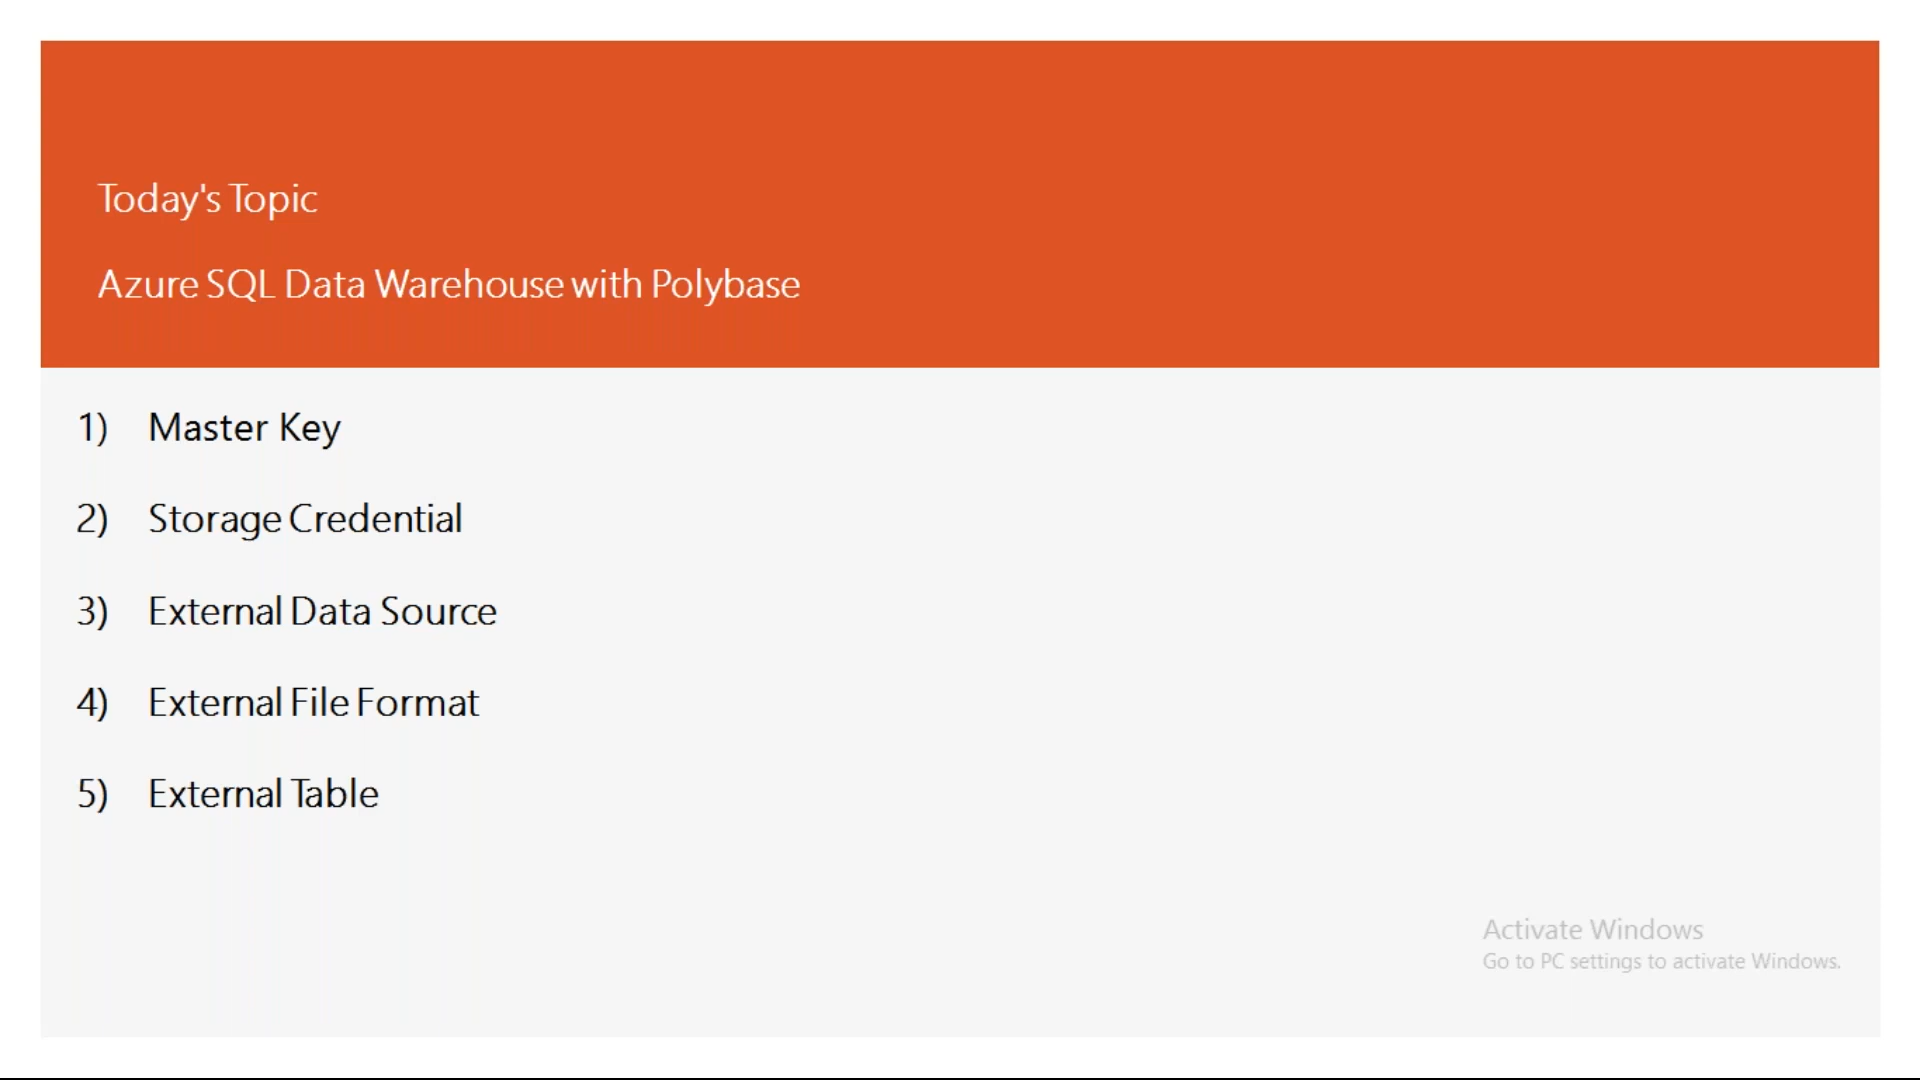 Today's Topic
Azure SQL Data Warehouse with Polybase
1) Master Key
2) Storage Credential
3) External Data Source
4) External File Format
5) External Table
Activate Windows
Go to PC settings to activate Windows.